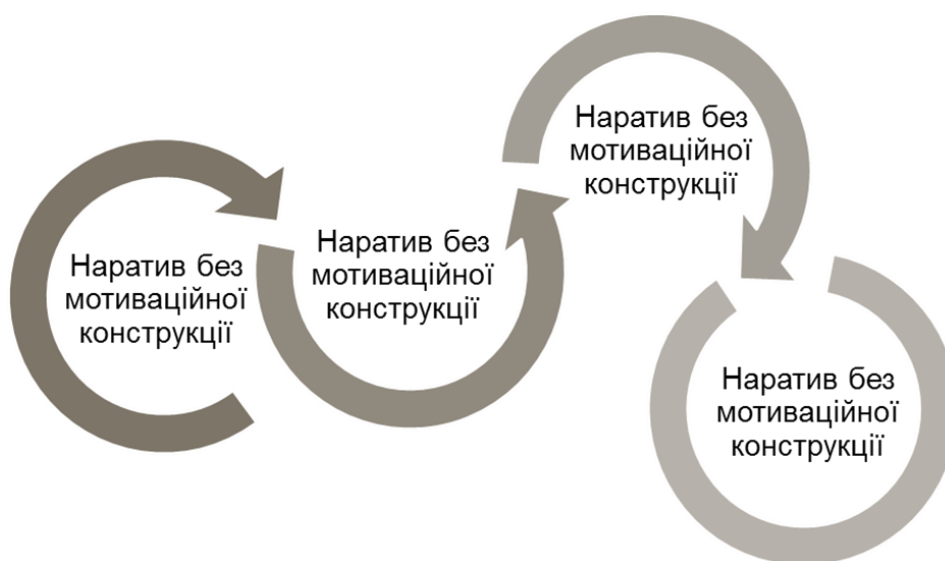 Наратив без
мотиваційної
конструкції
Наратив без
мотиваційної
конструкції
Наратив без
мотиваційної
конструкції
Наратив без
мотиваційної
конструкції